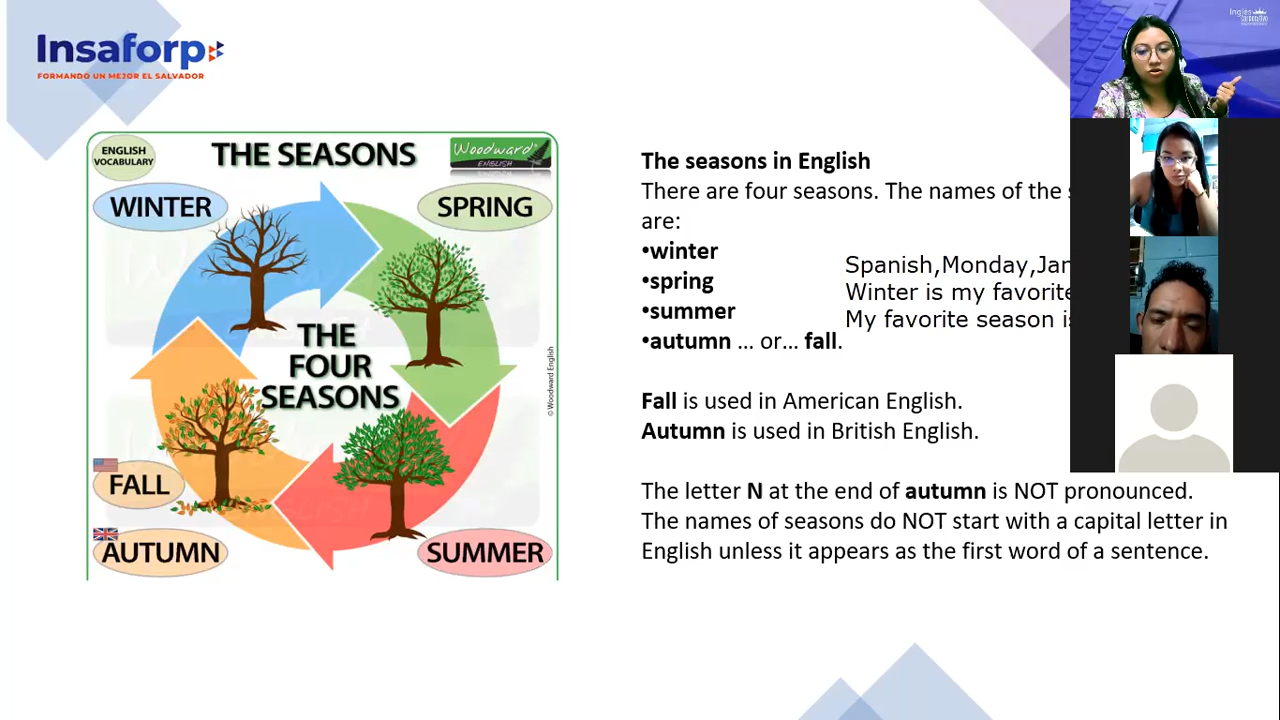 Insaforp
FORMANDO UN MEJOR EL SALVADOR
ENGLISH
VOCABULARY
THE SEASONS
Woodward
ENGLISH
WINTER
SPRING
THE
FOUR
SEASONS
FALL
AUTUMN
SUMMER
© Woodward English
The seasons in English
There are four seasons. The names of the
are:
•winter
•spring
•summer
•autumn ... or... fall.
Spanish,Monday,Jan
Winter is my favorite
My favorite season is
Fall is used in American English.
Autumn is used in British English.
The letter N at the end of autumn is NOT pronounced.
The names of seasons do NOT start with a capital letter in
English unless it appears as the first word of a sentence.
Inglés